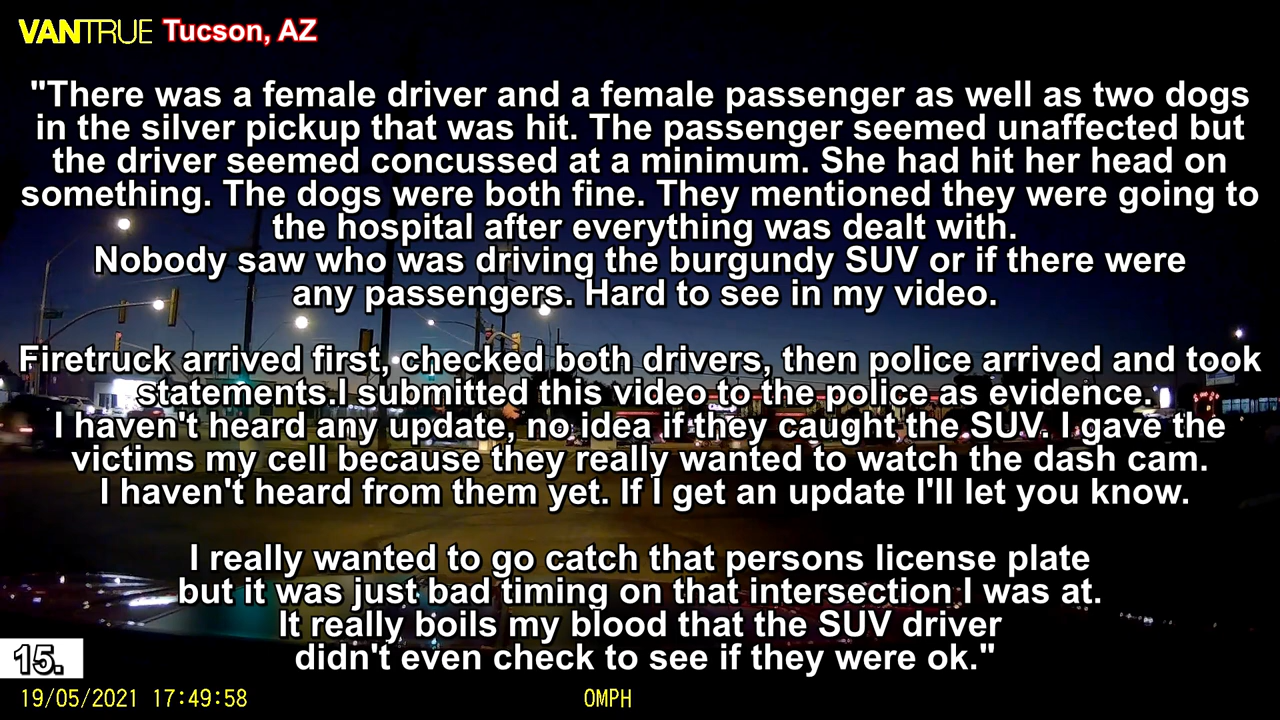 VANTRUE Tucson, AZ
"There was a female driver and a female passenger as well as two dogs
in the silver pickup that was hit. The passenger seemed unaffected but
the driver seemed concussed at a minimum. She had hit her head on
something. The dogs were both fine. They mentioned they were going to
the hospital after everything was dealt with.
Nobody saw who was driving the burgundy SUV or if there were
any passengers. Hard to see in my video.
Firetruck arrived first, checked both drivers, then police arrived and took
statements.I submitted this video to the police as evidence.
I haven't heard any update, no idea if they caught the SUV. I gave the
victims my cell because they really wanted to watch the dash cam.
I haven't heard from them yet. If I get an update I'll let you know.
I really wanted to go catch that persons license plate
but it was just bad timing on that intersection I was at.
It really boils my blood that the SUV driver
didn't even check to see if they were ok."
15.
19/05/2021 17:49:58 0MPH